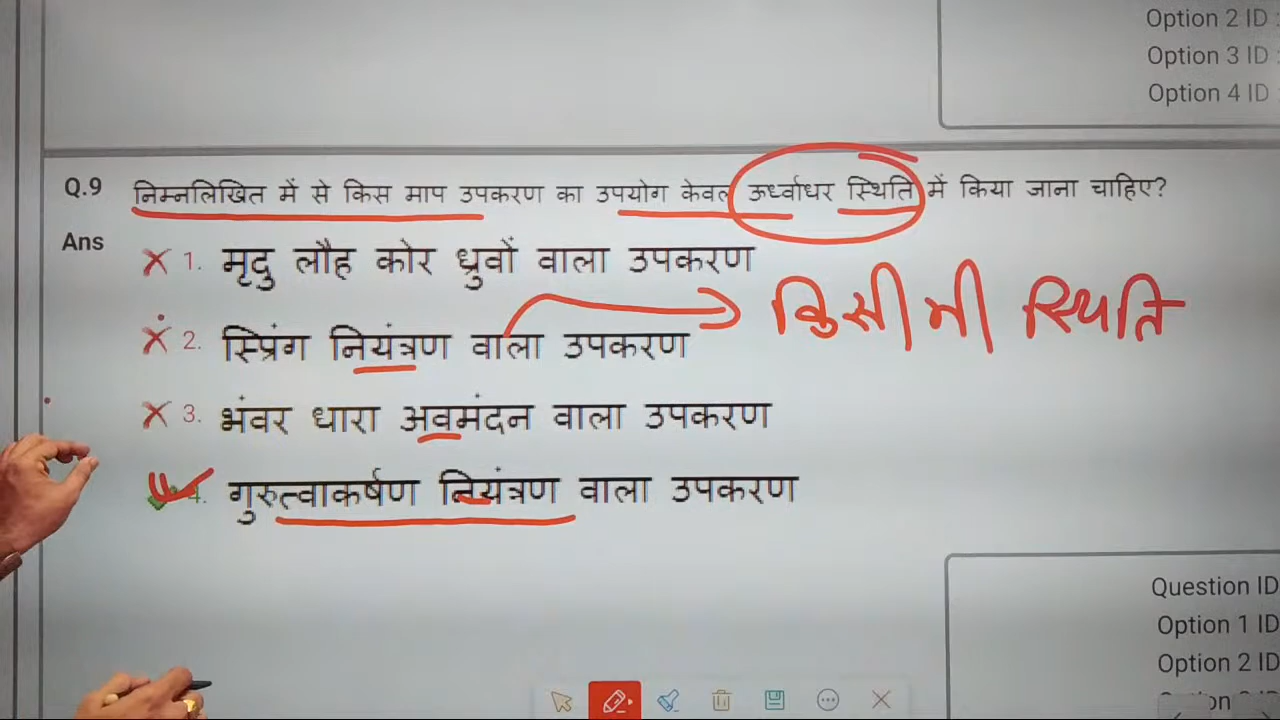 Option 2 ID :
Option 3 ID :
Option 4 ID
Q.9 निम्नलिखित में से किस माप उपकरण का उपयोग केवल ऊर्ध्वाधर स्थिति में किया जाना चाहिए?
Ans
1. मृदु लौह कोर ध्रुवों वाला उपकरण
किसी भी स्थिति
2. स्प्रिंग नियंत्रण वाला उपकरण
3. भंवर धारा अवमंदन वाला उपकरण
4. गुरुत्वाकर्षण नियंत्रण वाला उपकरण
Question ID
Option 1 ID
Option 2 ID